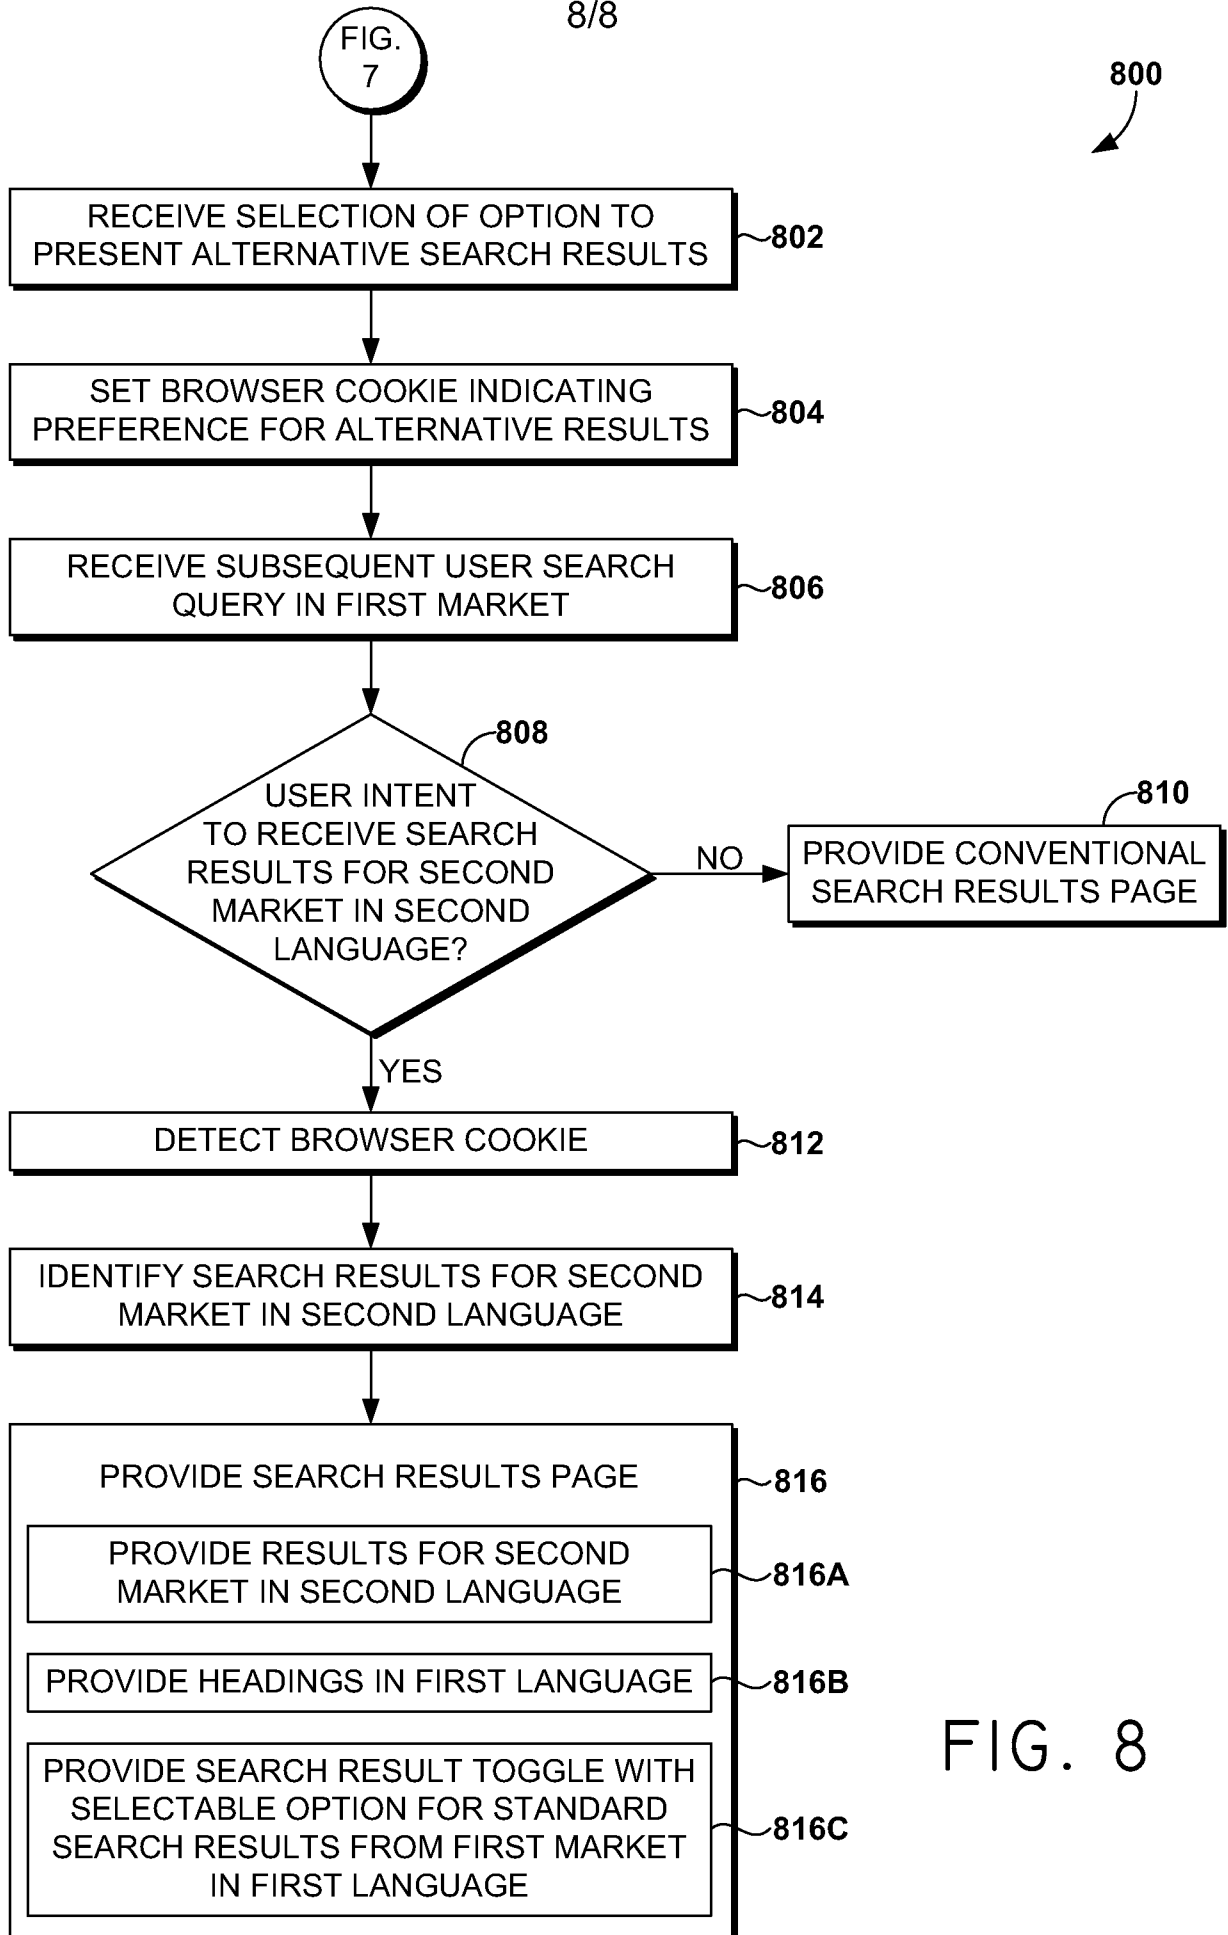 8/8
FIG.
7
800
RECEIVE SELECTION OF OPTION TO
PRESENT ALTERNATIVE SEARCH RESULTS
802
SET BROWSER COOKIE INDICATING
PREFERENCE FOR ALTERNATIVE RESULTS
804
RECEIVE SUBSEQUENT USER SEARCH
QUERY IN FIRST MARKET
806
808
USER INTENT
TO RECEIVE SEARCH
RESULTS FOR SECOND
MARKET IN SECOND
LANGUAGE?
NO
810
PROVIDE CONVENTIONAL
SEARCH RESULTS PAGE
YES
DETECT BROWSER COOKIE
812
IDENTIFY SEARCH RESULTS FOR SECOND
MARKET IN SECOND LANGUAGE
814
PROVIDE SEARCH RESULTS PAGE
816
PROVIDE RESULTS FOR SECOND
MARKET IN SECOND LANGUAGE
816A
PROVIDE HEADINGS IN FIRST LANGUAGE
816B
PROVIDE SEARCH RESULT TOGGLE WITH
SELECTABLE OPTION FOR STANDARD
SEARCH RESULTS FROM FIRST MARKET
IN FIRST LANGUAGE
816C
FIG. 8